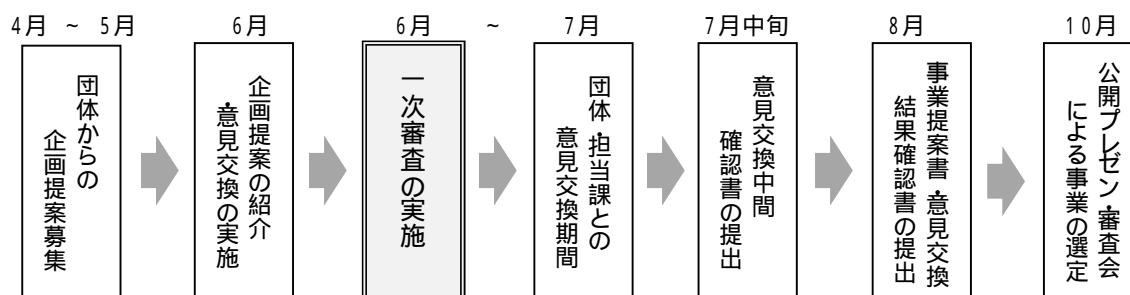 4月 ~ 5月
6月
6月 ~ 7月
7月中旬
8月
10月
団体からの
企画提案募集
企画提案の紹介
・意見交換の実施
一次審査の実施
団体・担当課との
意見交換期間
意見交換中間
確認書の提出
事業提案書・意見交換
結果確認書の提出
公開プレゼン・審査会
による事業の選定